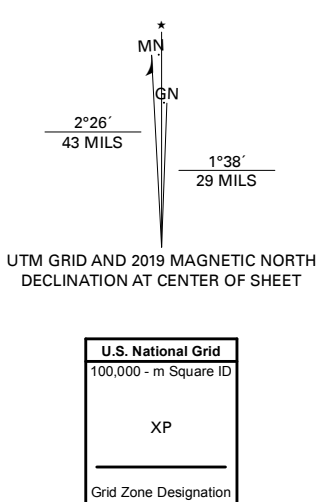 MN
GN
2°26´
43 MILS
1°38´
29 MILS
UTM GRID AND 2019 MAGNETIC NORTH
DECLINATION AT CENTER OF SHEET
U.S. National Grid
100,000 - m Square ID
XP
Grid Zone Designation